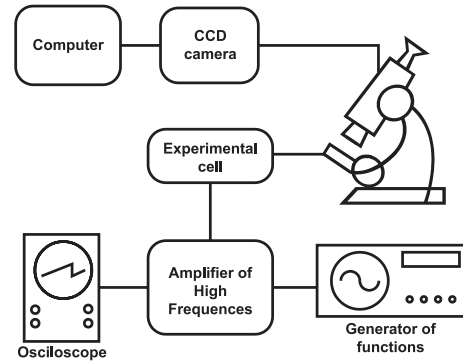 Computer
CCD
camera
Experimental
cell
Amplifier of
High
Frequences
Osciloscope
Generator of
functions